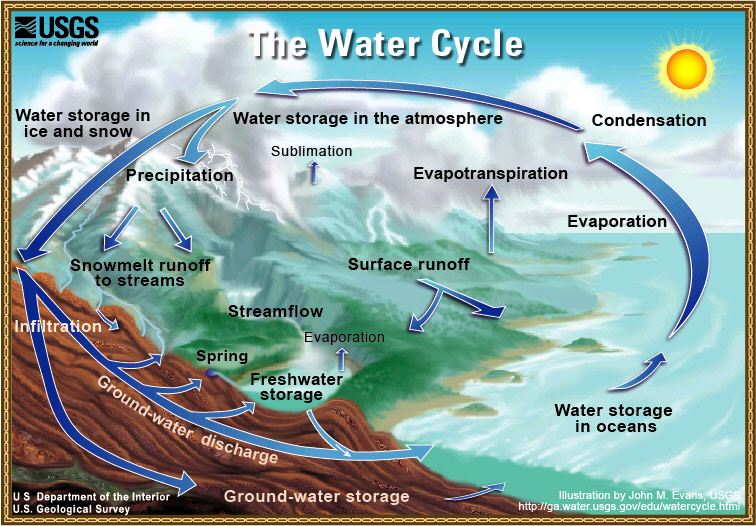 USGS
science for a changing world
The Water Cycle
Water storage in
ice and snow
Water storage in the atmosphere
Condensation
Sublimation
Precipitation
Evapotranspiration
Evaporation
Snowmelt runoff
to streams
Surface runoff
Streamflow
Infiltration
Evaporation
Spring
Freshwater
storage
Ground-water discharge
Water storage
in oceans
Ground-water storage
U S Department of the Interior
U.S. Geological Survey
Illustration by John M. Evans, USGS
http://ga.water.usgs.gov/edu/watercycle.html